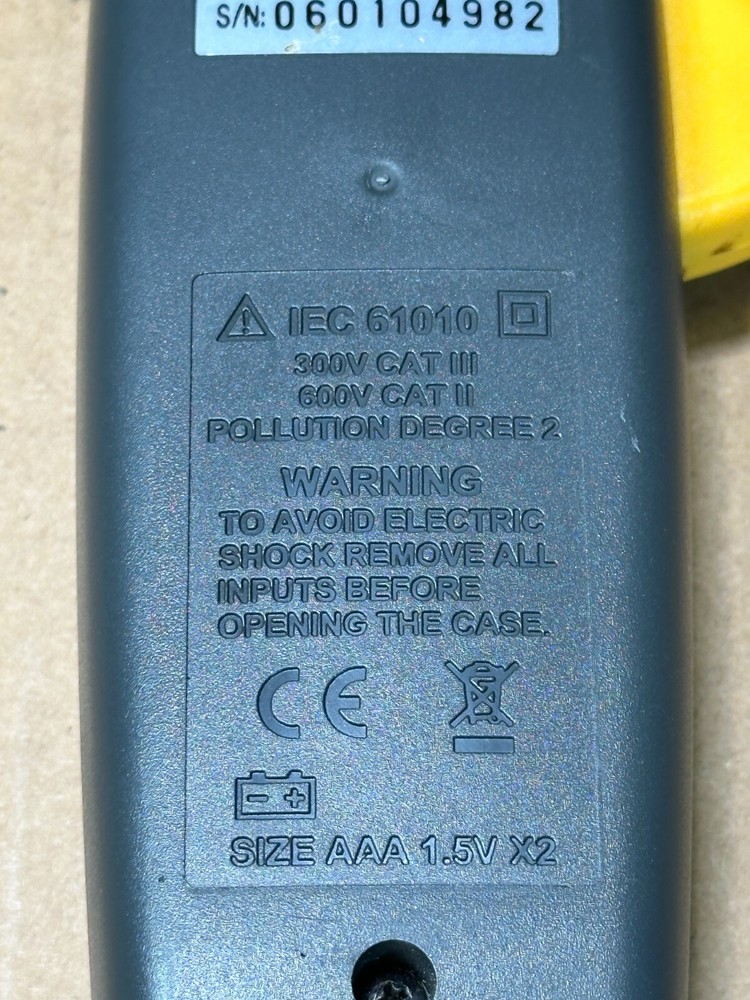 S/N: 060104982
IEC 61010
300V CAT III
600V CAT II
POLLUTION DEGREE 2
WARNING
TO AVOID ELECTRIC
SHOCK REMOVE ALL
INPUTS BEFORE
OPENING THE CASE.
CE
SIZE AAA 1.5V X2